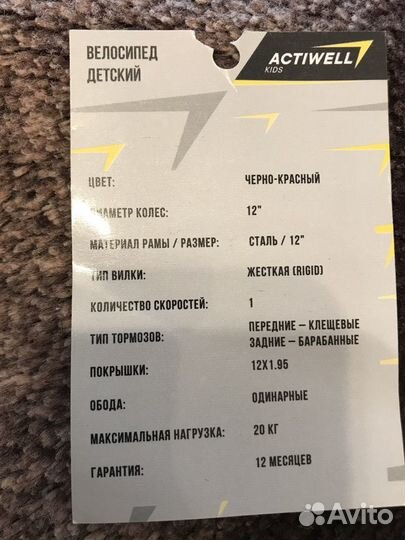 ВЕЛОСИПЕД
ДЕТСКИЙ
ACTIWELL
KIDS
ЦВЕТ: ЧЕРНО-КРАСНЫЙ
ДИАМЕТР КОЛЕС: 12"
МАТЕРИАЛ РАМЫ / РАЗМЕР: СТАЛЬ / 12"
ТИП ВИЛКИ: ЖЕСТКАЯ (RIGID)
КОЛИЧЕСТВО СКОРОСТЕЙ: 1
ТИП ТОРМОЗОВ: ПЕРЕДНИЕ – КЛЕЩЕВЫЕ
ЗАДНИЕ – БАРАБАННЫЕ
ПОКРЫШКИ: 12X1.95
ОБОДА: ОДИНАРНЫЕ
МАКСИМАЛЬНАЯ НАГРУЗКА: 20 КГ
ГАРАНТИЯ: 12 МЕСЯЦЕВ
Avito